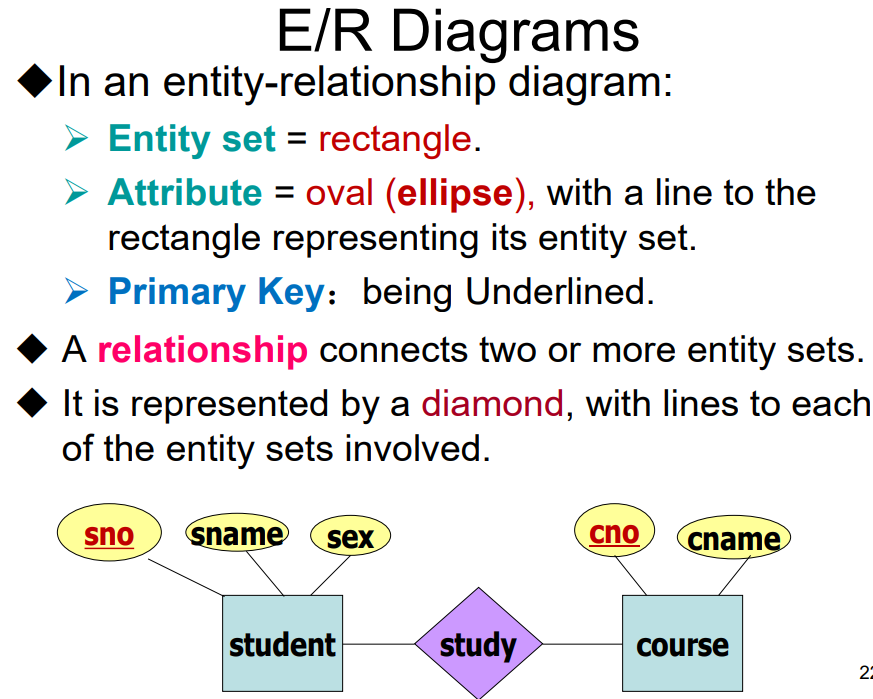 E/R Diagrams
◆In an entity-relationship diagram:
➢ Entity set = rectangle.
➢ Attribute = oval (ellipse), with a line to the
rectangle representing its entity set.
➢ Primary Key：being Underlined.
◆ A relationship connects two or more entity sets.
◆ It is represented by a diamond, with lines to each
of the entity sets involved.
sno sname sex cno cname
student study course